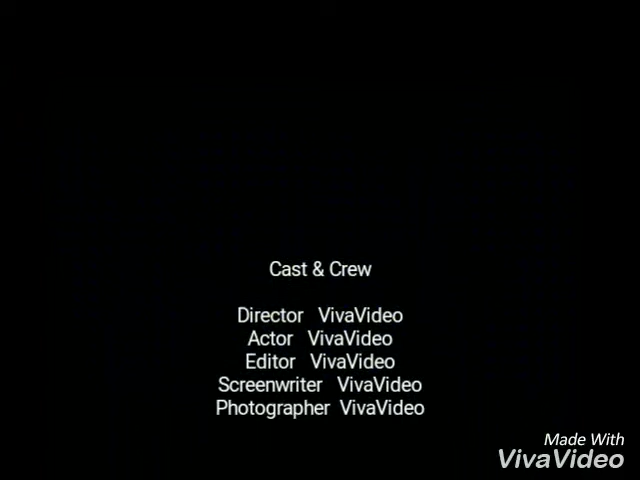 Cast & Crew
Director VivaVideo
Actor VivaVideo
Editor VivaVideo
Screenwriter VivaVideo
Photographer VivaVideo
Made With
VivaVideo